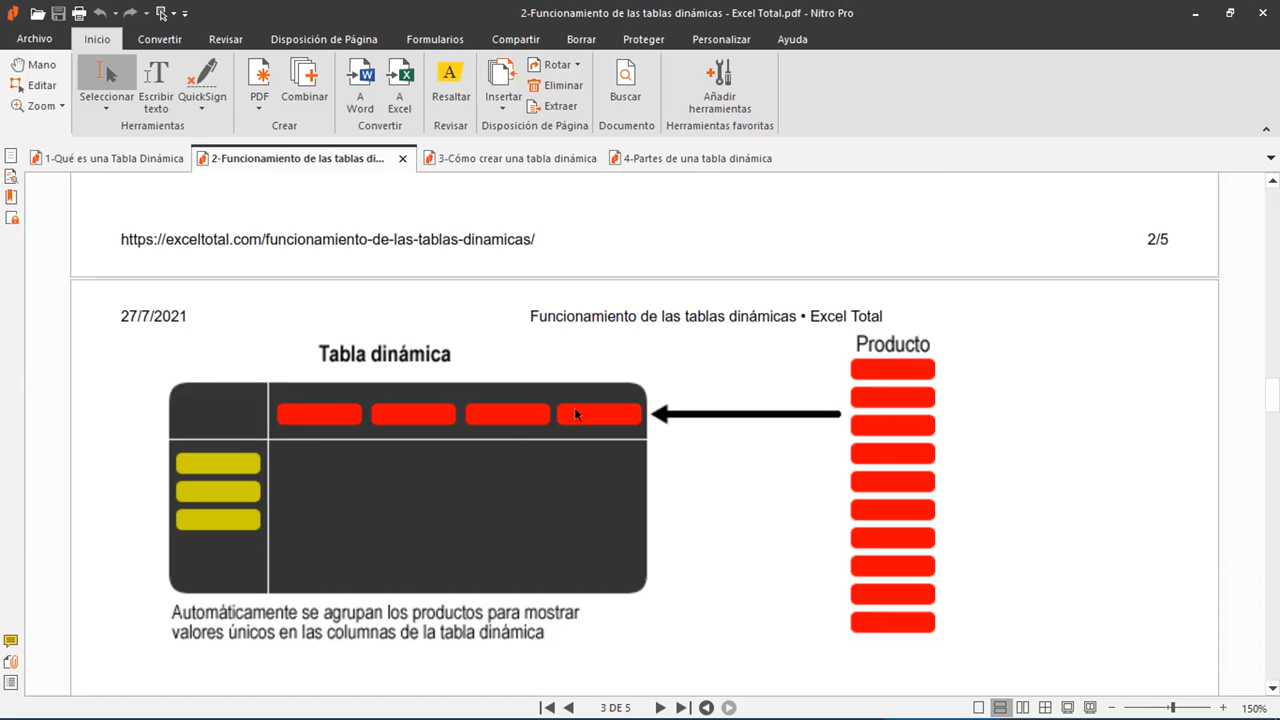 2-Funcionamiento de las tablas dinámicas - Excel Total.pdf - Nitro Pro
Archivo Inicio Convertir Revisar Disposición de Página Formularios Compartir Borrar Proteger Personalizar Ayuda
Mano
Editar
Zoom
Seleccionar
Escribir texto
QuickSign
Herramientas
PDF
Combinar
Crear
A Word
A Excel
Convertir
Resaltar
Revisar
Insertar
Rotar
Eliminar
Extraer
Disposición de Página
Buscar
Documento
Añadir herramientas
Herramientas favoritas
1-Qué es una Tabla Dinámica 2-Funcionamiento de las tablas di... 3-Cómo crear una tabla dinámica 4-Partes de una tabla dinámica
https://exceltotal.com/funcionamiento-de-las-tablas-dinamicas/ 2/5
27/7/2021 Funcionamiento de las tablas dinámicas • Excel Total
Tabla dinámica
Producto
Automáticamente se agrupan los productos para mostrar
valores únicos en las columnas de la tabla dinámica
3 DE 5
150%